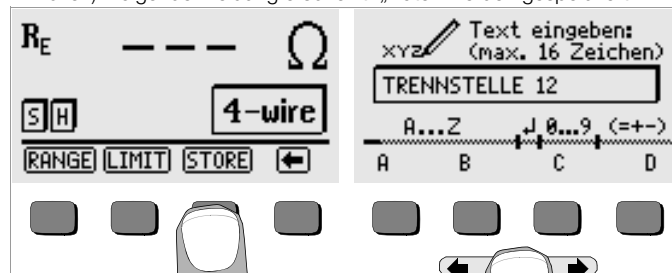 R_E — — — Ω
S H 4-wire
RANGE LIMIT STORE
XYZ Text eingeben:
(max. 16 Zeichen)
TRENNSTELLE 12
A...Z ↲ 0...9 (=+-)
A B C D